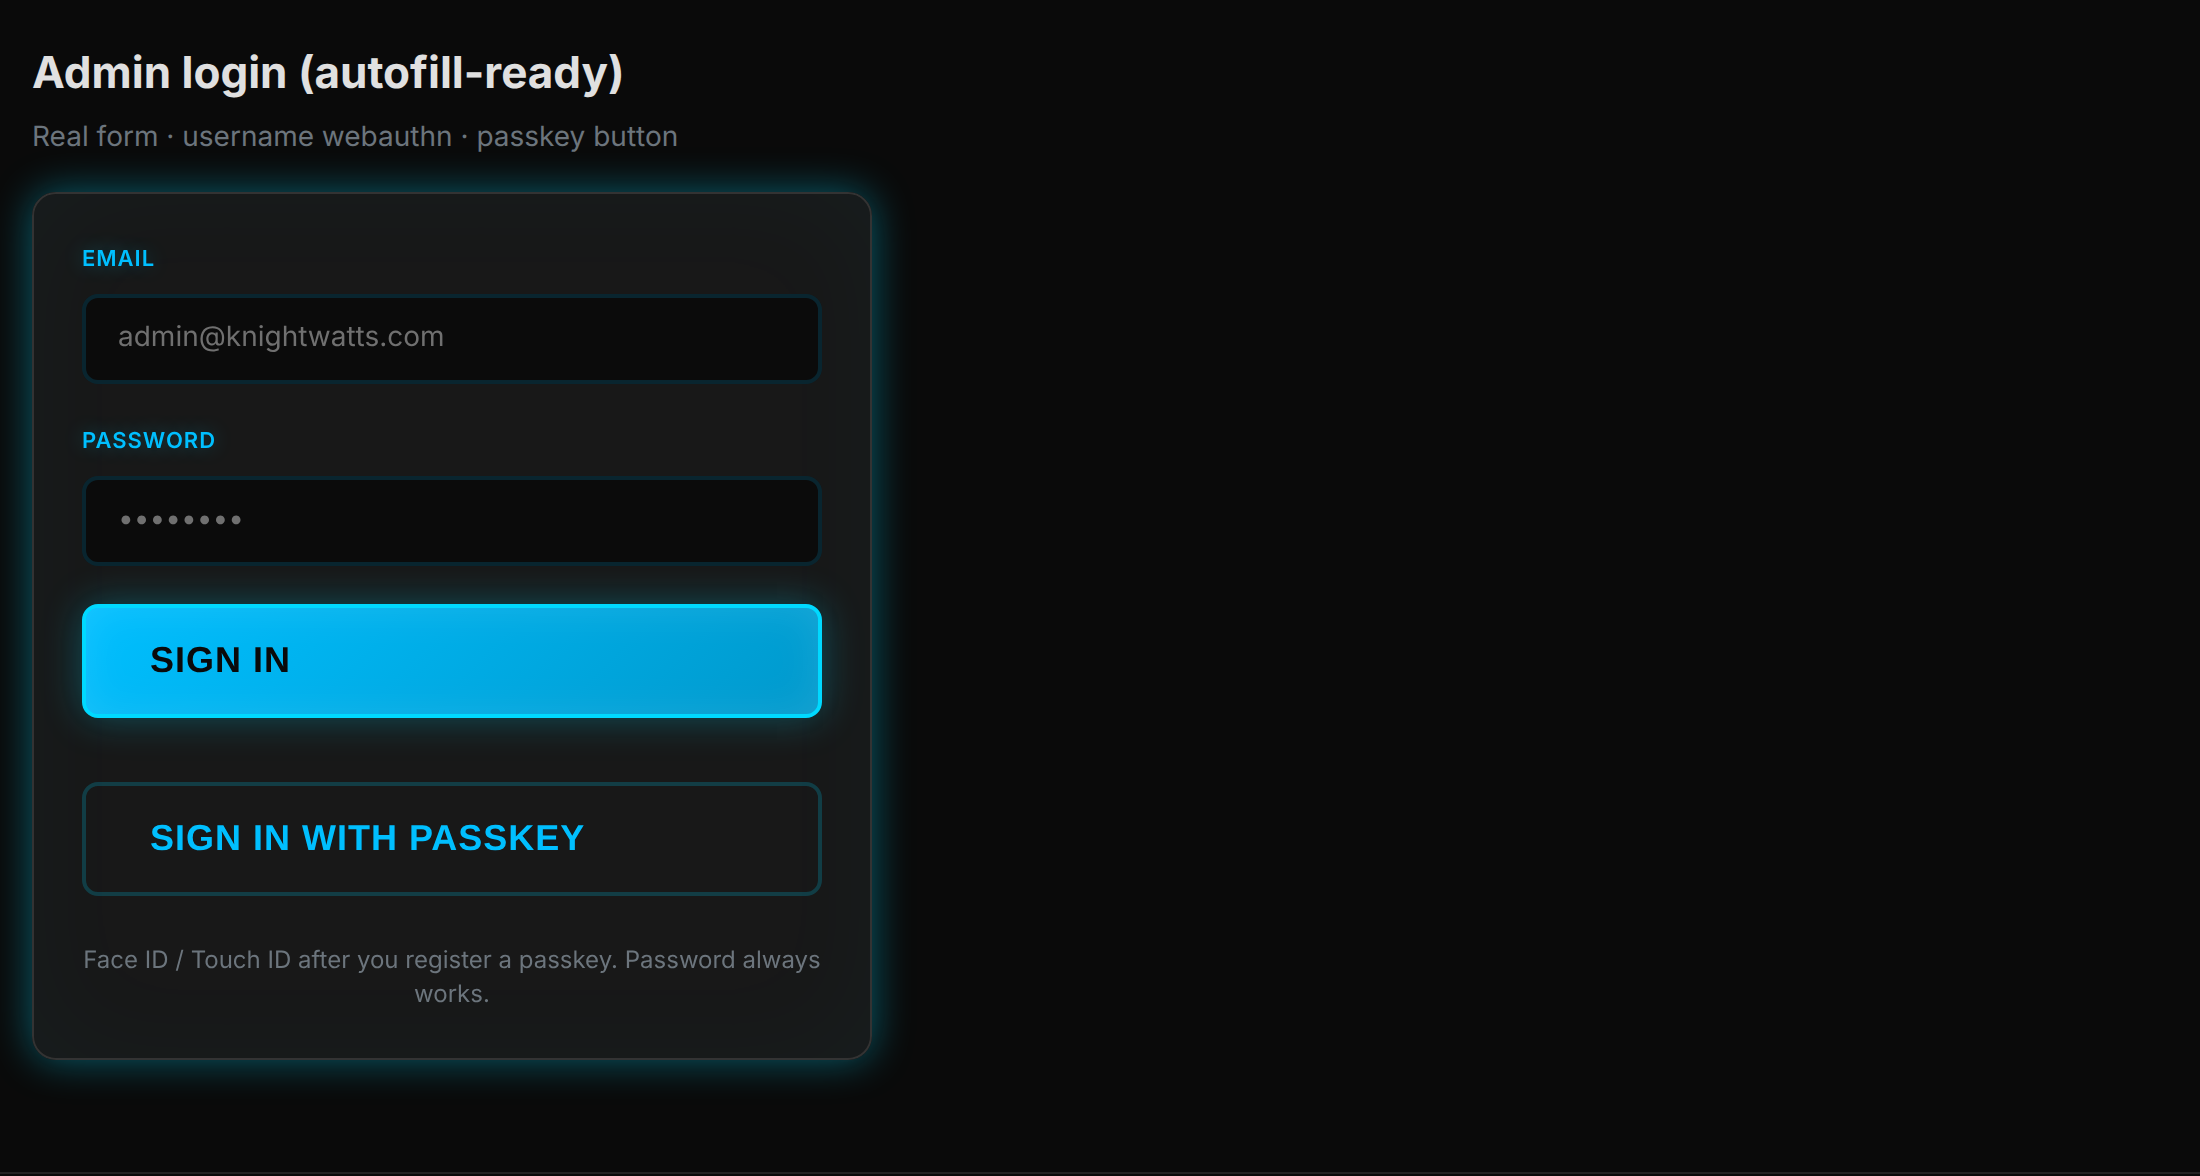 Admin login (autofill-ready)
Real form · username webauthn · passkey button
EMAIL
admin@knightwatts.com
PASSWORD
••••••••
SIGN IN
SIGN IN WITH PASSKEY
Face ID / Touch ID after you register a passkey. Password always
works.